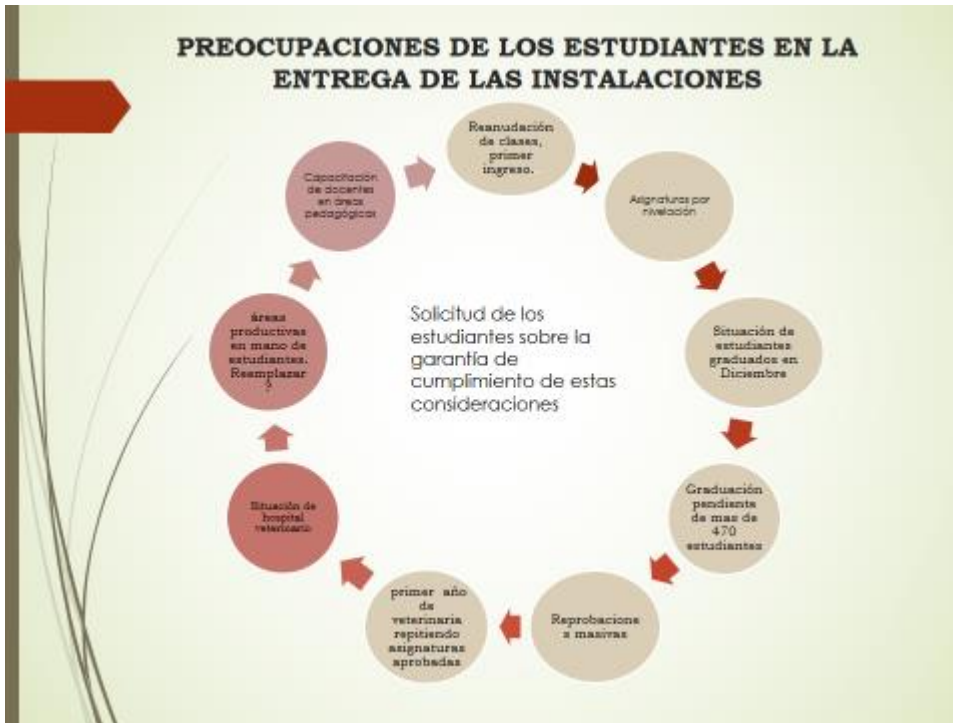 PREOCUPACIONES DE LOS ESTUDIANTES EN LA
ENTREGA DE LAS INSTALACIONES
Reanudación
de clases,
primer
ingreso.
Asignaturas por
nivelación
Situación de
estudiantes
graduados en
Diciembre
Graduación
pendiente
de mas de
470
estudiantes
Reprobacione
s masivas
primer año
de
veterinaria
repitiendo
asignaturas
aprobadas
Situación de
hospital
veterinario
áreas
productivas
en mano de
estudiantes.
Reemplazar
?
Capacitación
de docentes
en áreas
pedagógicas
Solicitud de los
estudiantes sobre la
garantía de
cumplimiento de estas
consideraciones